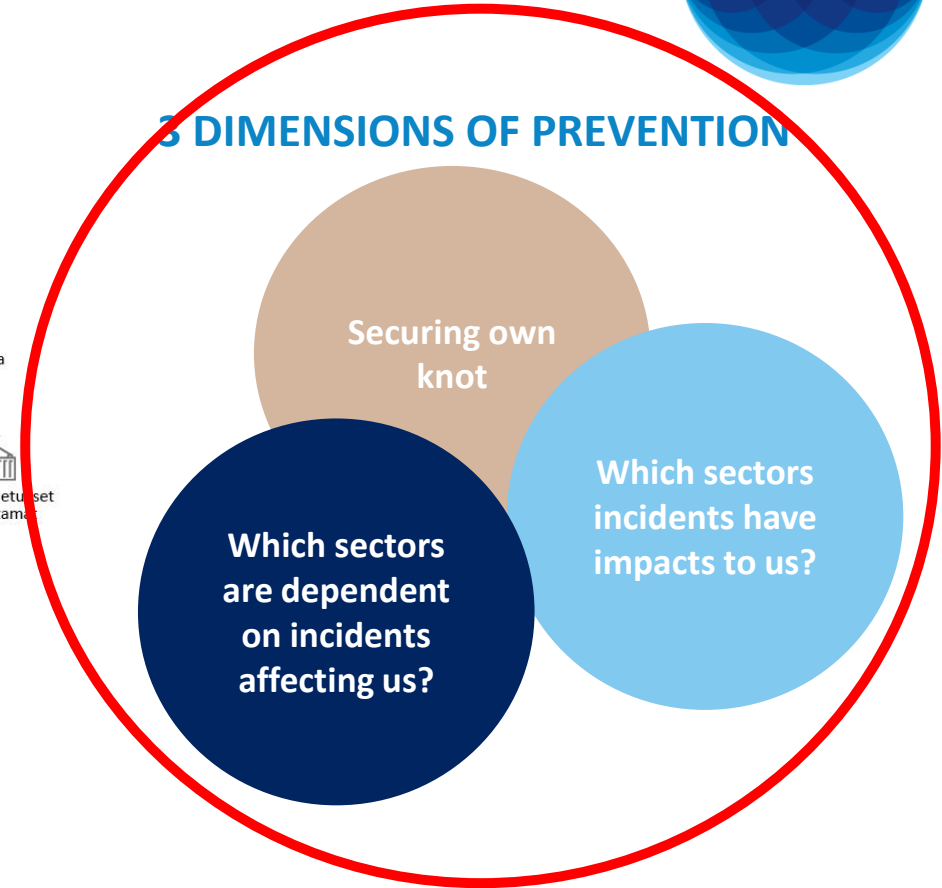 3 DIMENSIONS OF PREVENTION
Securing own
knot
Which sectors
incidents have
impacts to us?
Which sectors
are dependent
on incidents
affecting us?
a